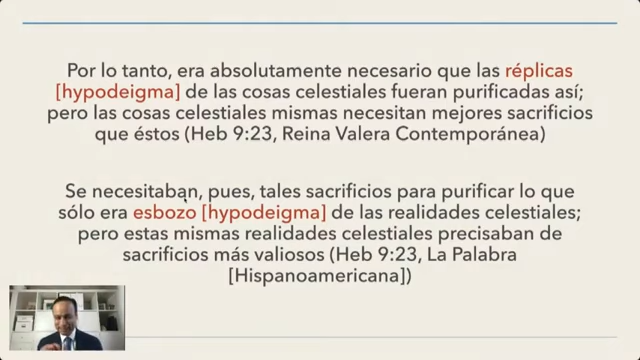 Por lo tanto, era absolutamente necesario que las réplicas
[hypodeigma] de las cosas celestiales fueran purificadas así;
pero las cosas celestiales mismas necesitan mejores sacrificios
que éstos (Heb 9:23, Reina Valera Contemporánea)
Se necesitaban, pues, tales sacrificios para purificar lo que
sólo era esbozo [hypodeigma] de las realidades celestiales;
pero estas mismas realidades celestiales precisaban de
sacrificios más valiosos (Heb 9:23, La Palabra
[Hispanoamericana])